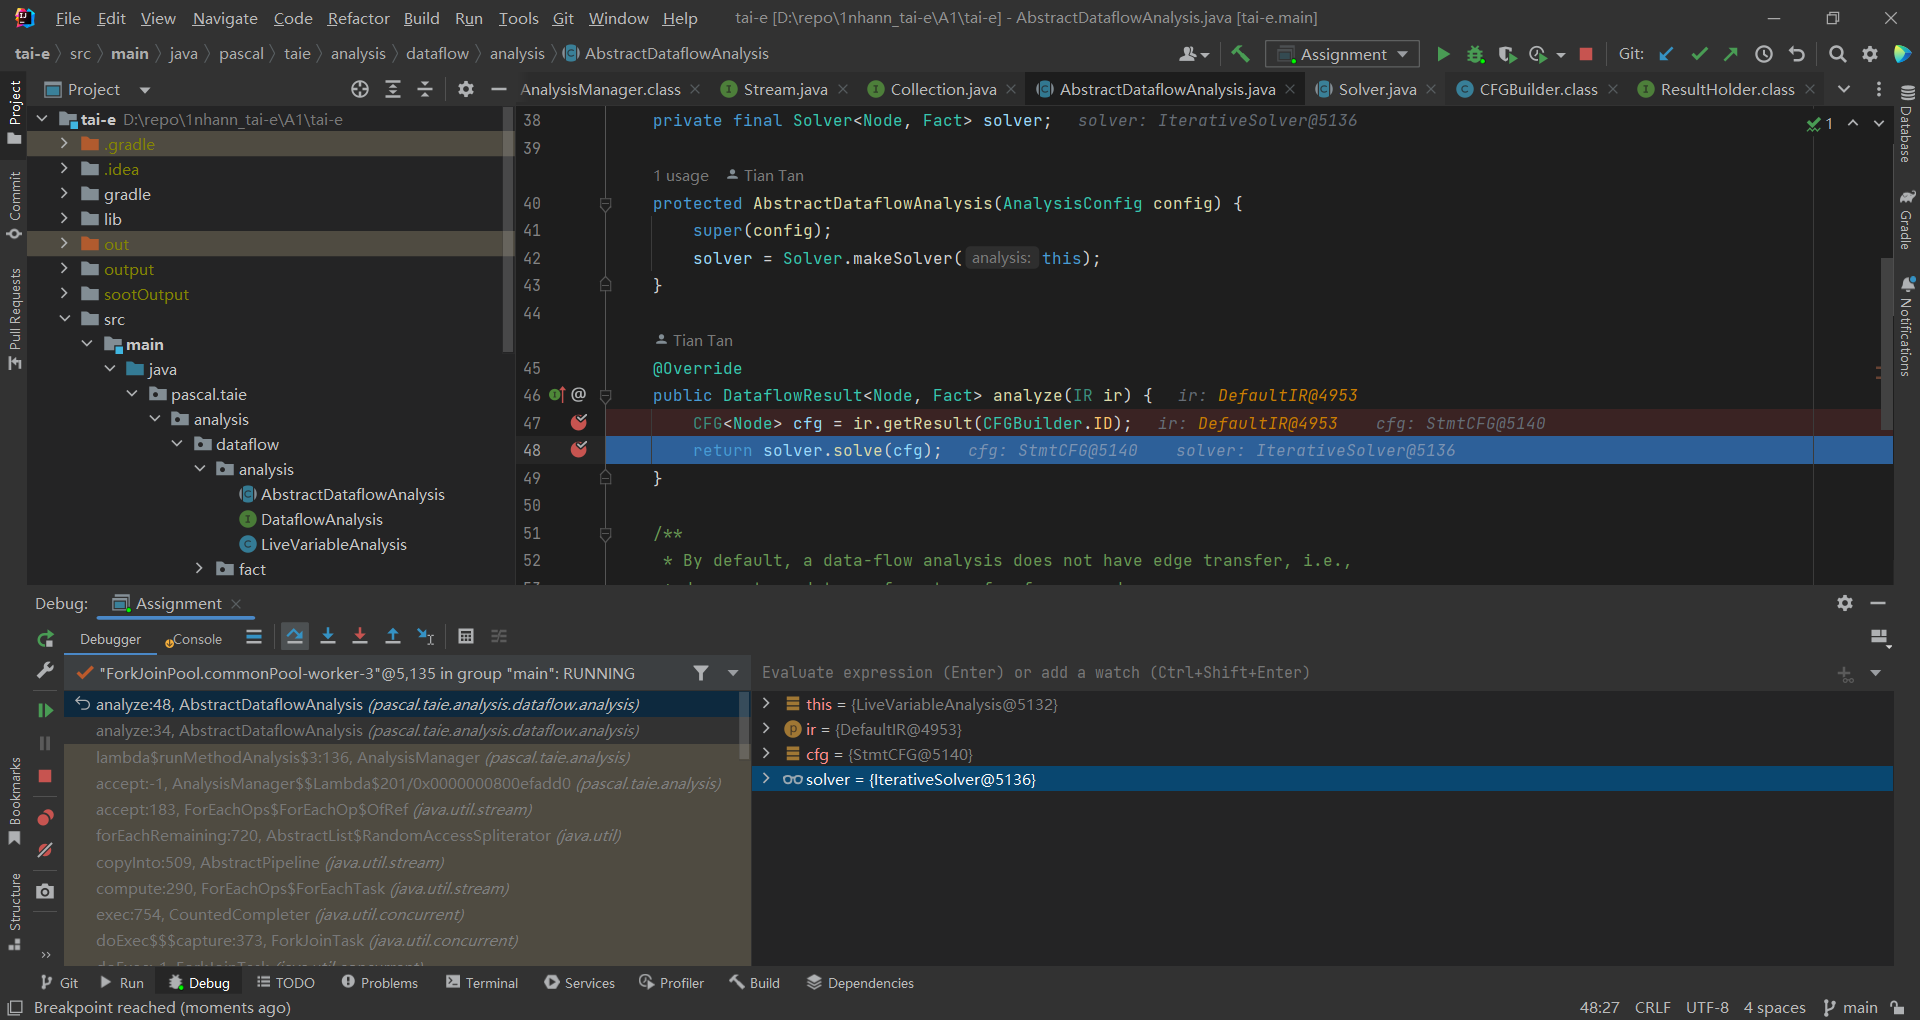 File Edit View Navigate Code Refactor Build Run Tools Git Window Help tai-e [D:\repo\1nhann_tai-e\A1\tai-e] - AbstractDataflowAnalysis.java [tai-e.main]
tai-e src main java pascal taie analysis dataflow analysis AbstractDataflowAnalysis Assignment Git:
Project AnalysisManager.class Stream.java Collection.java AbstractDataflowAnalysis.java Solver.java CFGBuilder.class ResultHolder.class
Project
Commit
Pull Requests
Bookmarks
Structure
tai-e D:\repo\1nhann_tai-e\A1\tai-e
.gradle
.idea
gradle
lib
out
output
sootOutput
src
main
java
pascal.taie
analysis
dataflow
analysis
AbstractDataflowAnalysis
DataflowAnalysis
LiveVariableAnalysis
fact
38 private final Solver<Node, Fact> solver; solver: IterativeSolver@5136
1
39
1 usage Tian Tan
40 protected AbstractDataflowAnalysis(AnalysisConfig config) {
41 super(config);
42 solver = Solver.makeSolver( analysis: this);
43 }
44
Tian Tan
45 @Override
46 public DataflowResult<Node, Fact> analyze(IR ir) { ir: DefaultIR@4953
47 CFG<Node> cfg = ir.getResult(CFGBuilder.ID); ir: DefaultIR@4953 cfg: StmtCFG@5140
48 return solver.solve(cfg); cfg: StmtCFG@5140 solver: IterativeSolver@5136
49 }
50
51 /**
52 * By default, a data-flow analysis does not have edge transfer, i.e.,
Database
Gradle
Notifications
Debug: Assignment
Debugger Console
"ForkJoinPool.commonPool-worker-3"@5,135 in group "main": RUNNING
analyze:48, AbstractDataflowAnalysis (pascal.taie.analysis.dataflow.analysis)
analyze:34, AbstractDataflowAnalysis (pascal.taie.analysis.dataflow.analysis)
lambda$runMethodAnalysis$3:136, AnalysisManager (pascal.taie.analysis)
accept:-1, AnalysisManager$$Lambda$201/0x0000000800efadd0 (pascal.taie.analysis)
accept:183, ForEachOps$ForEachOp$OfRef (java.util.stream)
forEachRemaining:720, AbstractList$RandomAccessSpliterator (java.util)
copyInto:509, AbstractPipeline (java.util.stream)
compute:290, ForEachOps$ForEachTask (java.util.stream)
exec:754, CountedCompleter (java.util.concurrent)
doExec$$$capture:373, ForkJoinTask (java.util.concurrent)
Evaluate expression (Enter) or add a watch (Ctrl+Shift+Enter)
this = {LiveVariableAnalysis@5132}
ir = {DefaultIR@4953}
cfg = {StmtCFG@5140}
solver = {IterativeSolver@5136}
Git Run Debug TODO Problems Terminal Services Profiler Build Dependencies
Breakpoint reached (moments ago) 48:27 CRLF UTF-8 4 spaces main